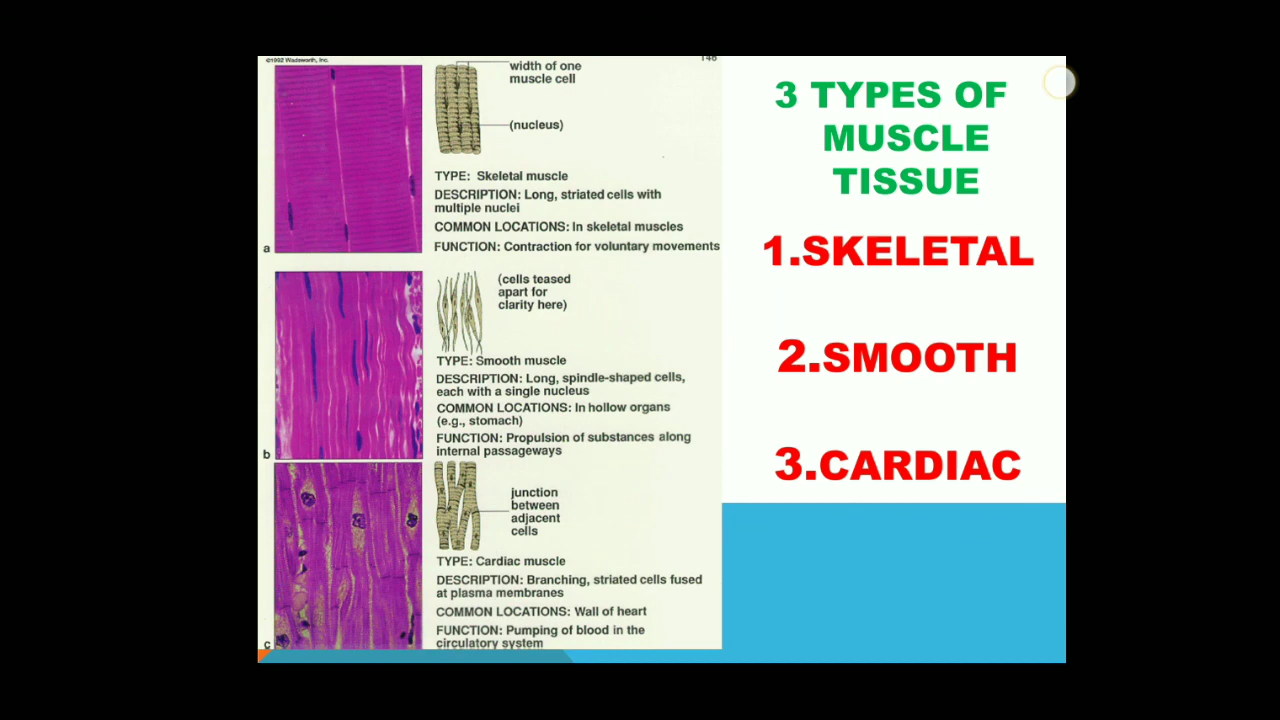 ©1992 Wadsworth, Inc.
146
width of one
muscle cell
(nucleus)
TYPE: Skeletal muscle
DESCRIPTION: Long, striated cells with
multiple nuclei
COMMON LOCATIONS: In skeletal muscles
FUNCTION: Contraction for voluntary movements
a
(cells teased
apart for
clarity here)
TYPE: Smooth muscle
DESCRIPTION: Long, spindle-shaped cells,
each with a single nucleus
COMMON LOCATIONS: In hollow organs
(e.g., stomach)
FUNCTION: Propulsion of substances along
internal passageways
b
junction
between
adjacent
cells
TYPE: Cardiac muscle
DESCRIPTION: Branching, striated cells fused
at plasma membranes
COMMON LOCATIONS: Wall of heart
FUNCTION: Pumping of blood in the
circulatory system
c
3 TYPES OF
MUSCLE
TISSUE
1.SKELETAL
2.SMOOTH
3.CARDIAC